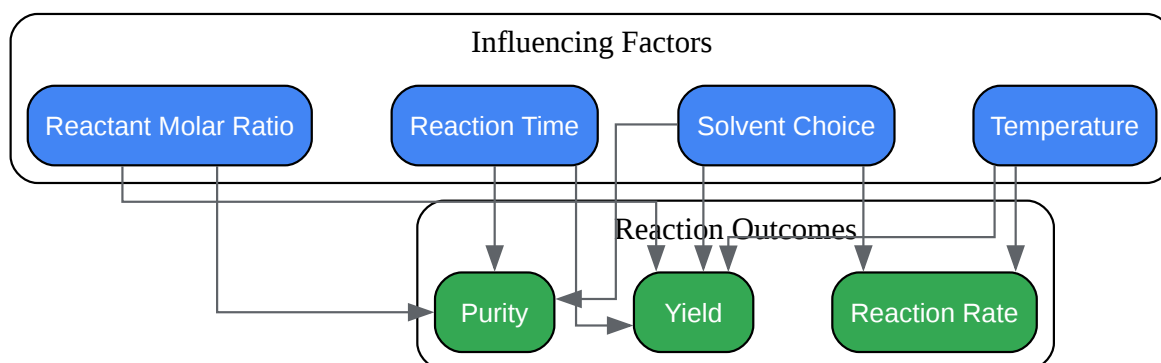 Influencing Factors
Reactant Molar Ratio
Reaction Time
Solvent Choice
Temperature
Reaction Outcomes
Purity
Yield
Reaction Rate